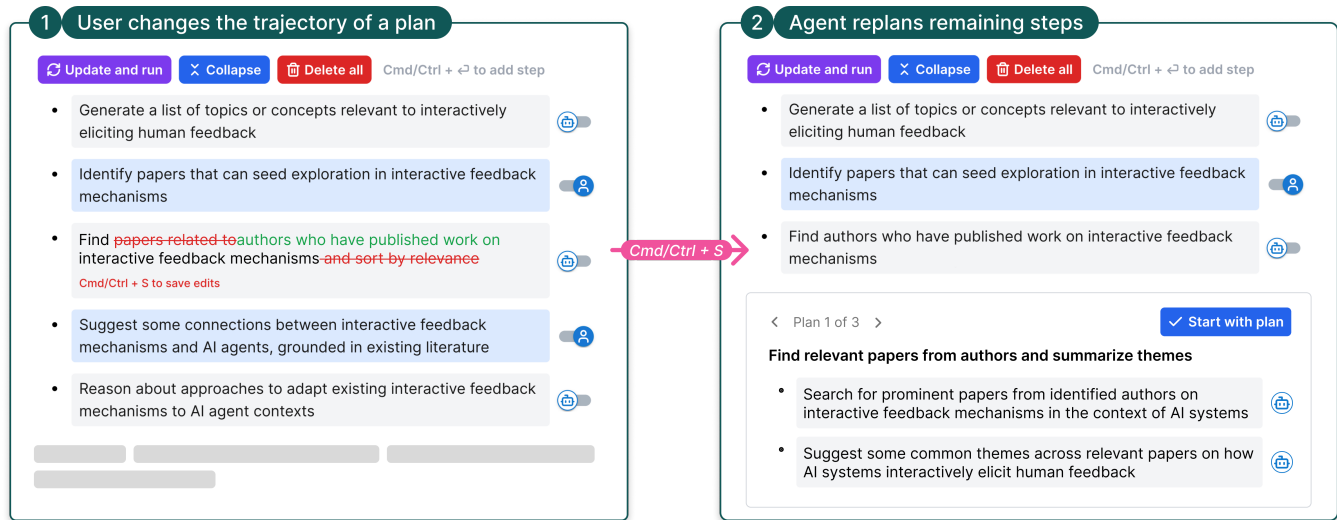 1 User changes the trajectory of a plan
Update and run Collapse Delete all Cmd/Ctrl + ↵ to add step
• Generate a list of topics or concepts relevant to interactively
eliciting human feedback
• Identify papers that can seed exploration in interactive feedback
mechanisms
• Find papers related toauthors who have published work on
interactive feedback mechanisms and sort by relevance
Cmd/Ctrl + S to save edits
• Suggest some connections between interactive feedback
mechanisms and AI agents, grounded in existing literature
• Reason about approaches to adapt existing interactive feedback
mechanisms to AI agent contexts
Cmd/Ctrl + S
2 Agent replans remaining steps
Update and run Collapse Delete all Cmd/Ctrl + ↵ to add step
• Generate a list of topics or concepts relevant to interactively
eliciting human feedback
• Identify papers that can seed exploration in interactive feedback
mechanisms
• Find authors who have published work on interactive feedback
mechanisms
< Plan 1 of 3 > Start with plan
Find relevant papers from authors and summarize themes
• Search for prominent papers from identified authors on
interactive feedback mechanisms in the context of AI systems
• Suggest some common themes across relevant papers on how
AI systems interactively elicit human feedback